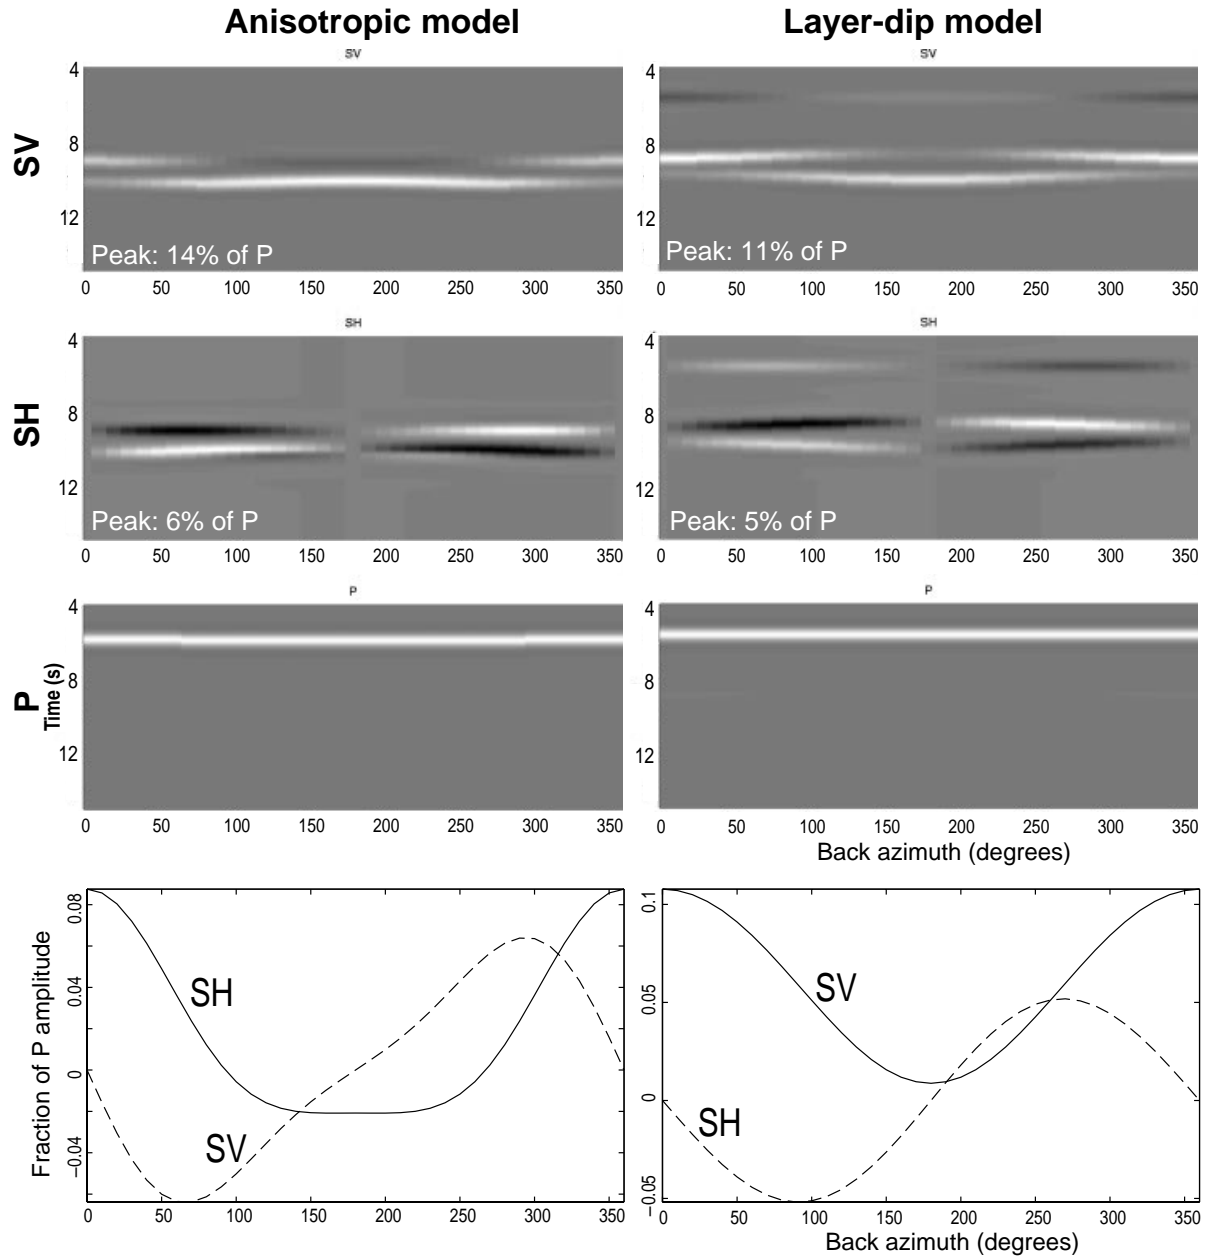 Anisotropic model
Layer-dip model
SV
SV
SV
4
8
12
Peak: 14% of P
0 50 100 150 200 250 300 350
4
8
12
Peak: 11% of P
0 50 100 150 200 250 300 350
SH
SH
SH
4
8
12
Peak: 6% of P
0 50 100 150 200 250 300 350
4
8
12
Peak: 5% of P
0 50 100 150 200 250 300 350
P
P
P
Time (s)
4
8
12
0 50 100 150 200 250 300 350
4
8
12
0 50 100 150 200 250 300 350
Back azimuth (degrees)
Fraction of P amplitude
0.08
0.04
0
−0.04
SH
SV
0 50 100 150 200 250 300 350
0.1
0.05
0
−0.05
SV
SH
0 50 100 150 200 250 300 350
Back azimuth (degrees)